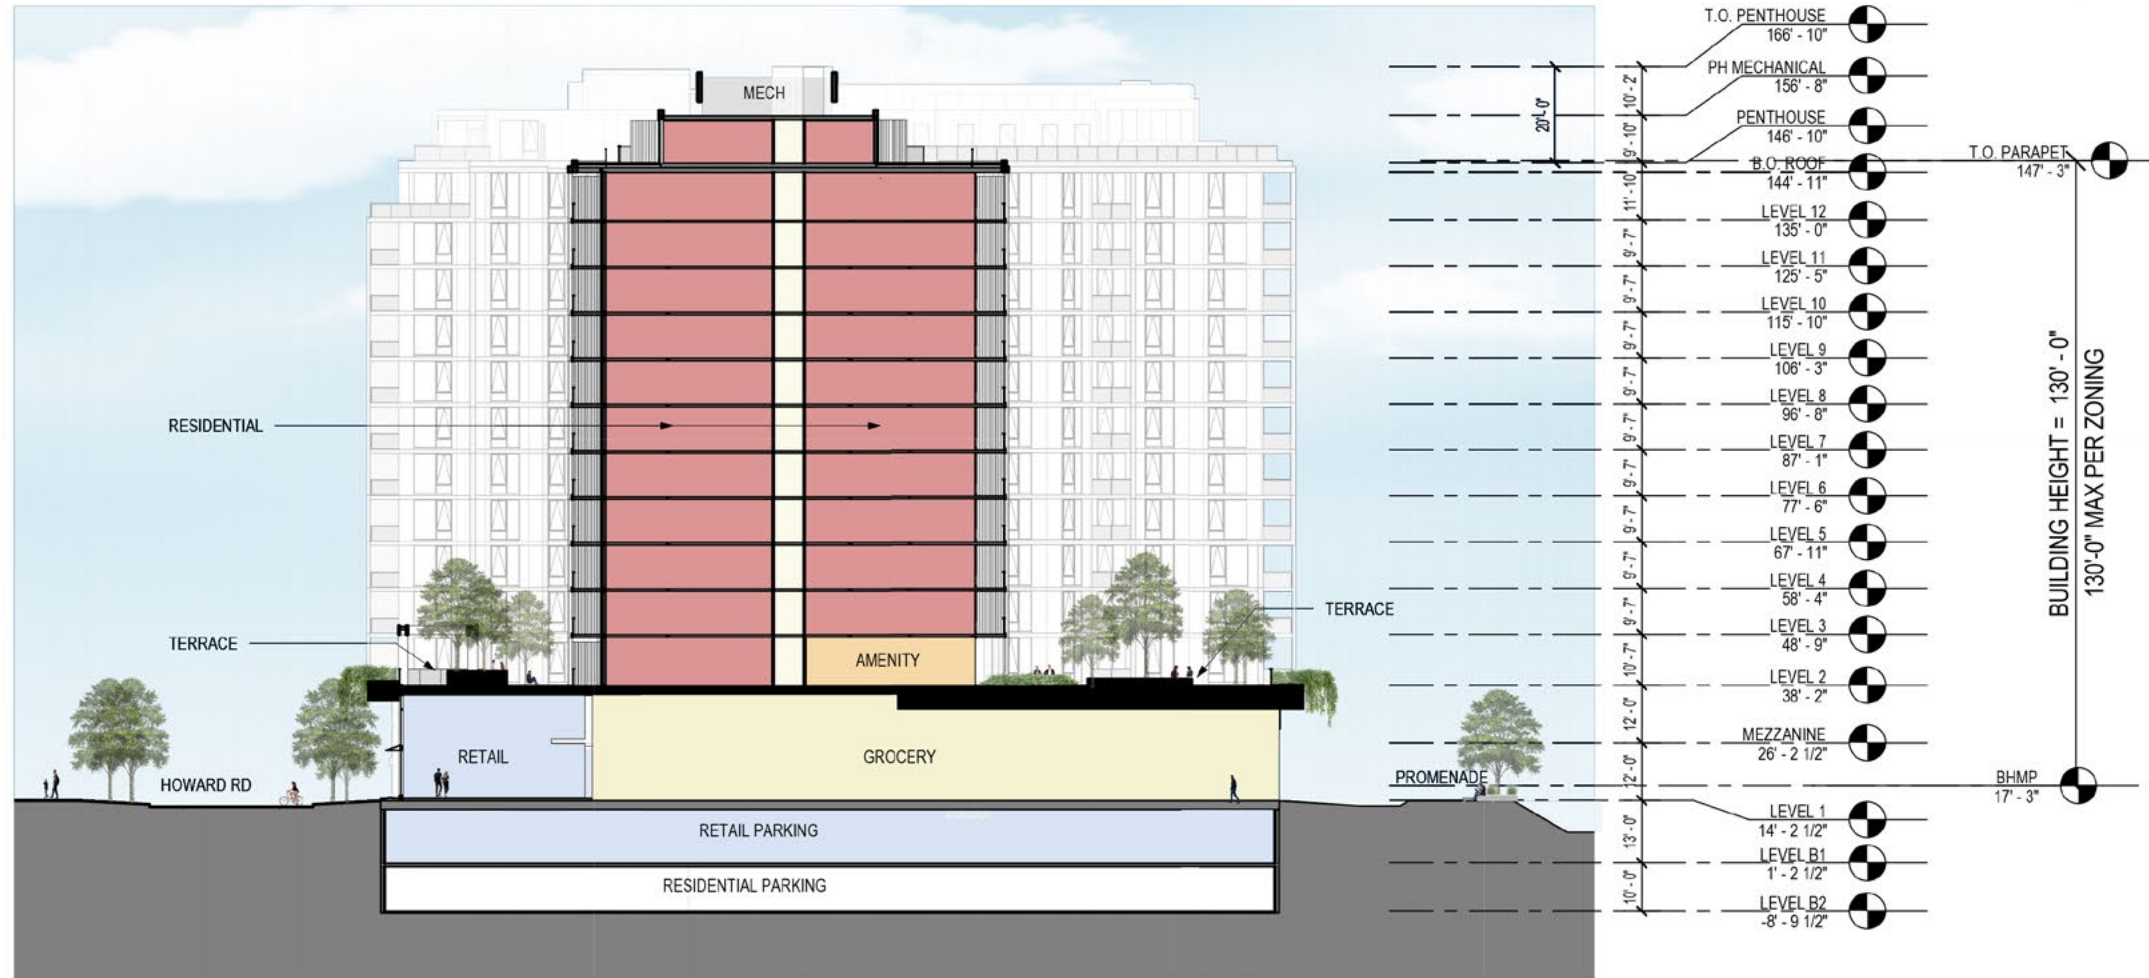 MECH
RESIDENTIAL
TERRACE
TERRACE
AMENITY
RETAIL
GROCERY
HOWARD RD
PROMENADE
RETAIL PARKING
RESIDENTIAL PARKING
20'-0"
10' - 2"
9' - 10"
11' - 10"
9' - 7"
9' - 7"
9' - 7"
9' - 7"
9' - 7"
9' - 7"
9' - 7"
9' - 7"
9' - 7"
10' - 7"
12' - 0"
12' - 0"
13' - 0"
10' - 0"
T.O. PENTHOUSE
166' - 10"
PH MECHANICAL
156' - 8"
PENTHOUSE
146' - 10"
B.O. ROOF
144' - 11"
LEVEL 12
135' - 0"
LEVEL 11
125' - 5"
LEVEL 10
115' - 10"
LEVEL 9
106' - 3"
LEVEL 8
96' - 8"
LEVEL 7
87' - 1"
LEVEL 6
77' - 6"
LEVEL 5
67' - 11"
LEVEL 4
58' - 4"
LEVEL 3
48' - 9"
LEVEL 2
38' - 2"
MEZZANINE
26' - 2 1/2"
LEVEL 1
14' - 2 1/2"
LEVEL B1
1' - 2 1/2"
LEVEL B2
-8' - 9 1/2"
T.O. PARAPET
147' - 3"
BUILDING HEIGHT = 130' - 0"
130'-0" MAX PER ZONING
BHMP
17' - 3"